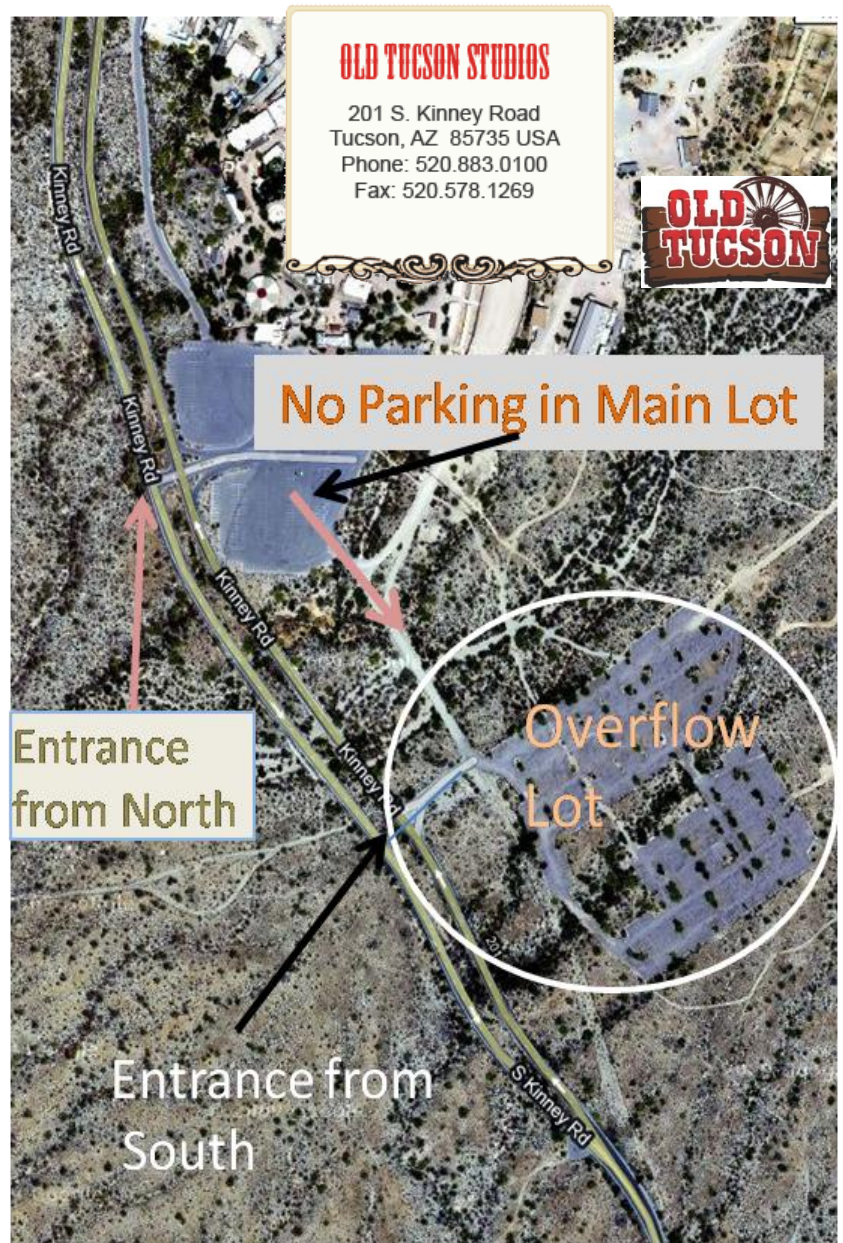 OLD TUCSON STUDIOS
201 S. Kinney Road
Tucson, AZ 85735 USA
Phone: 520.883.0100
Fax: 520.578.1269
OLD
TUCSON
Kinney Rd
No Parking in Main Lot
Kinney Rd
Kinney Rd
Entrance
from North
Overflow
Lot
Kinney Rd
20
Entrance from
South
S Kinney Rd